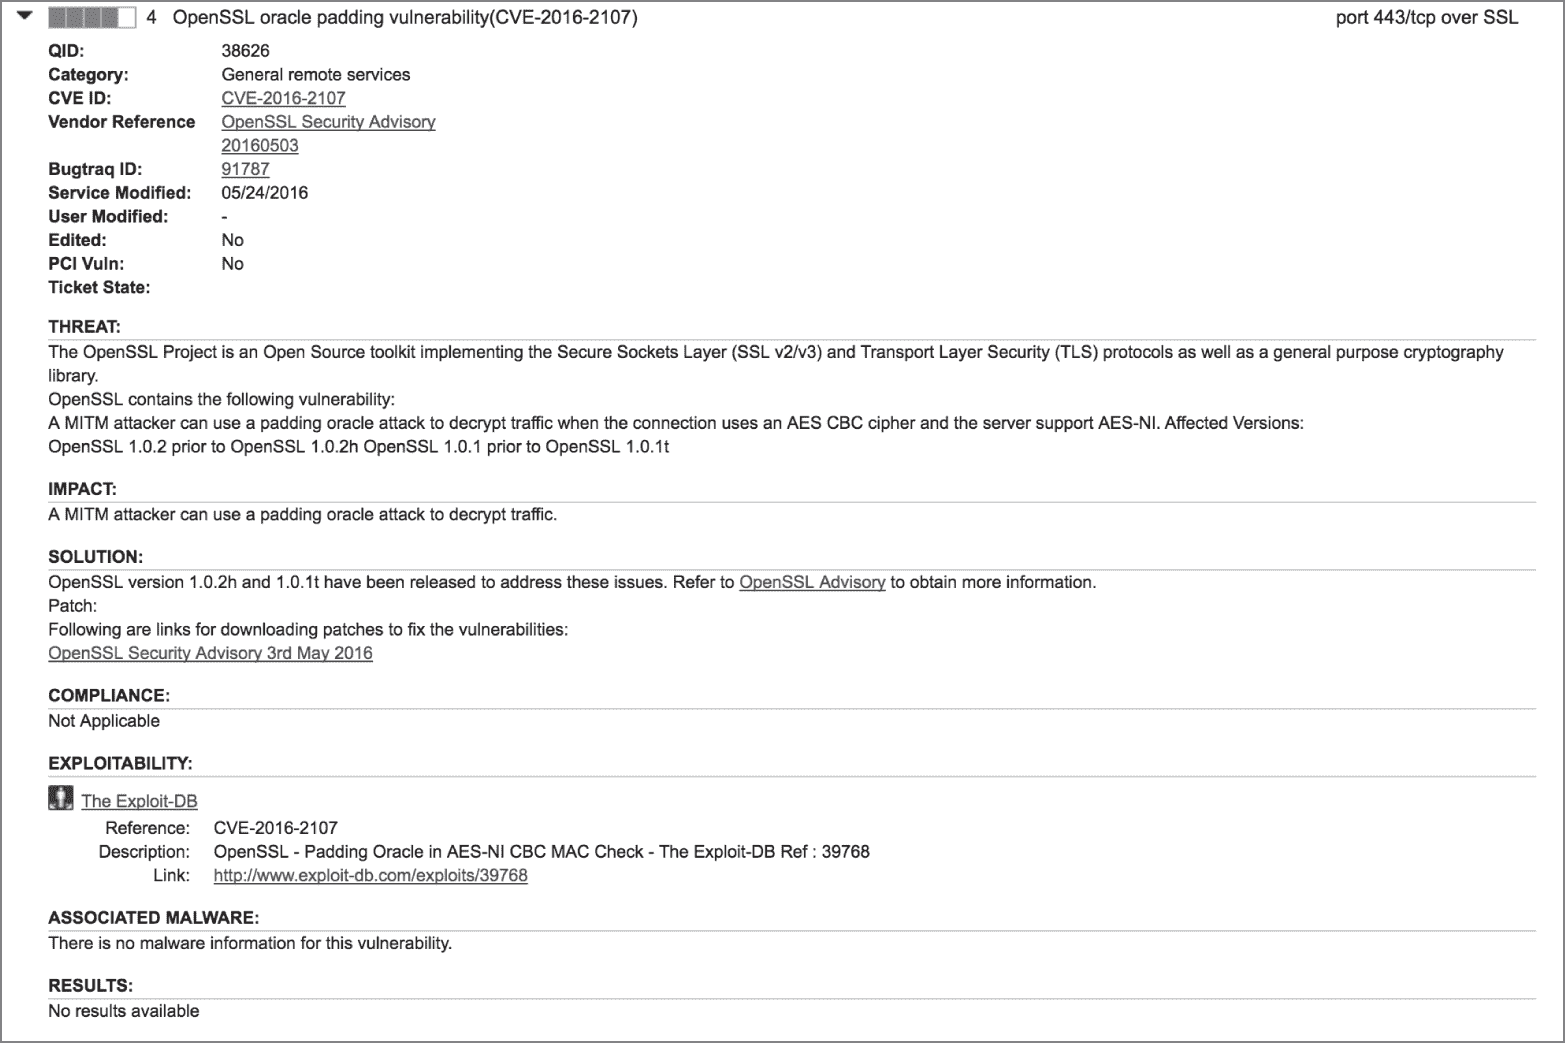 4 OpenSSL oracle padding vulnerability(CVE-2016-2107) port 443/tcp over SSL
QID: 38626
Category: General remote services
CVE ID: CVE-2016-2107
Vendor Reference OpenSSL Security Advisory
20160503
Bugtraq ID: 91787
Service Modified: 05/24/2016
User Modified: -
Edited: No
PCI Vuln: No
Ticket State:
THREAT:
The OpenSSL Project is an Open Source toolkit implementing the Secure Sockets Layer (SSL v2/v3) and Transport Layer Security (TLS) protocols as well as a general purpose cryptography
library.
OpenSSL contains the following vulnerability:
A MITM attacker can use a padding oracle attack to decrypt traffic when the connection uses an AES CBC cipher and the server support AES-NI. Affected Versions:
OpenSSL 1.0.2 prior to OpenSSL 1.0.2h OpenSSL 1.0.1 prior to OpenSSL 1.0.1t
IMPACT:
A MITM attacker can use a padding oracle attack to decrypt traffic.
SOLUTION:
OpenSSL version 1.0.2h and 1.0.1t have been released to address these issues. Refer to OpenSSL Advisory to obtain more information.
Patch:
Following are links for downloading patches to fix the vulnerabilities:
OpenSSL Security Advisory 3rd May 2016
COMPLIANCE:
Not Applicable
EXPLOITABILITY:
The Exploit-DB
Reference: CVE-2016-2107
Description: OpenSSL - Padding Oracle in AES-NI CBC MAC Check - The Exploit-DB Ref : 39768
Link: http://www.exploit-db.com/exploits/39768
ASSOCIATED MALWARE:
There is no malware information for this vulnerability.
RESULTS:
No results available